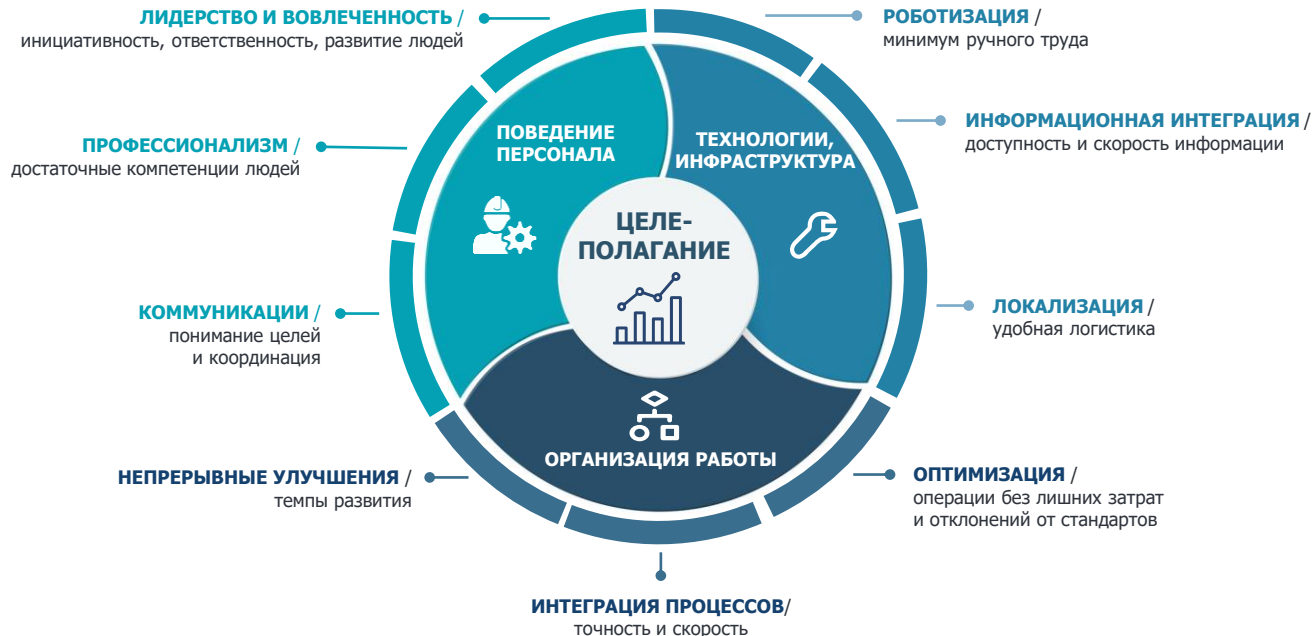 ЛИДЕРСТВО И ВОВЛЕЧЕННОСТЬ /
инициативность, ответственность, развитие людей
РОБОТИЗАЦИЯ /
минимум ручного труда
ПРОФЕССИОНАЛИЗМ /
достаточные компетенции людей
ПОВЕДЕНИЕ
ПЕРСОНАЛА
ТЕХНОЛОГИИ,
ИНФРАСТРУКТУРА
ИНФОРМАЦИОННАЯ ИНТЕГРАЦИЯ /
доступность и скорость информации
ЦЕЛЕ-
ПОЛАГАНИЕ
КОММУНИКАЦИИ /
понимание целей
и координация
ЛОКАЛИЗАЦИЯ /
удобная логистика
ОРГАНИЗАЦИЯ РАБОТЫ
НЕПРЕРЫВНЫЕ УЛУЧШЕНИЯ /
темпы развития
ОПТИМИЗАЦИЯ /
операции без лишних затрат
и отклонений от стандартов
ИНТЕГРАЦИЯ ПРОЦЕССОВ/
точность и скорость